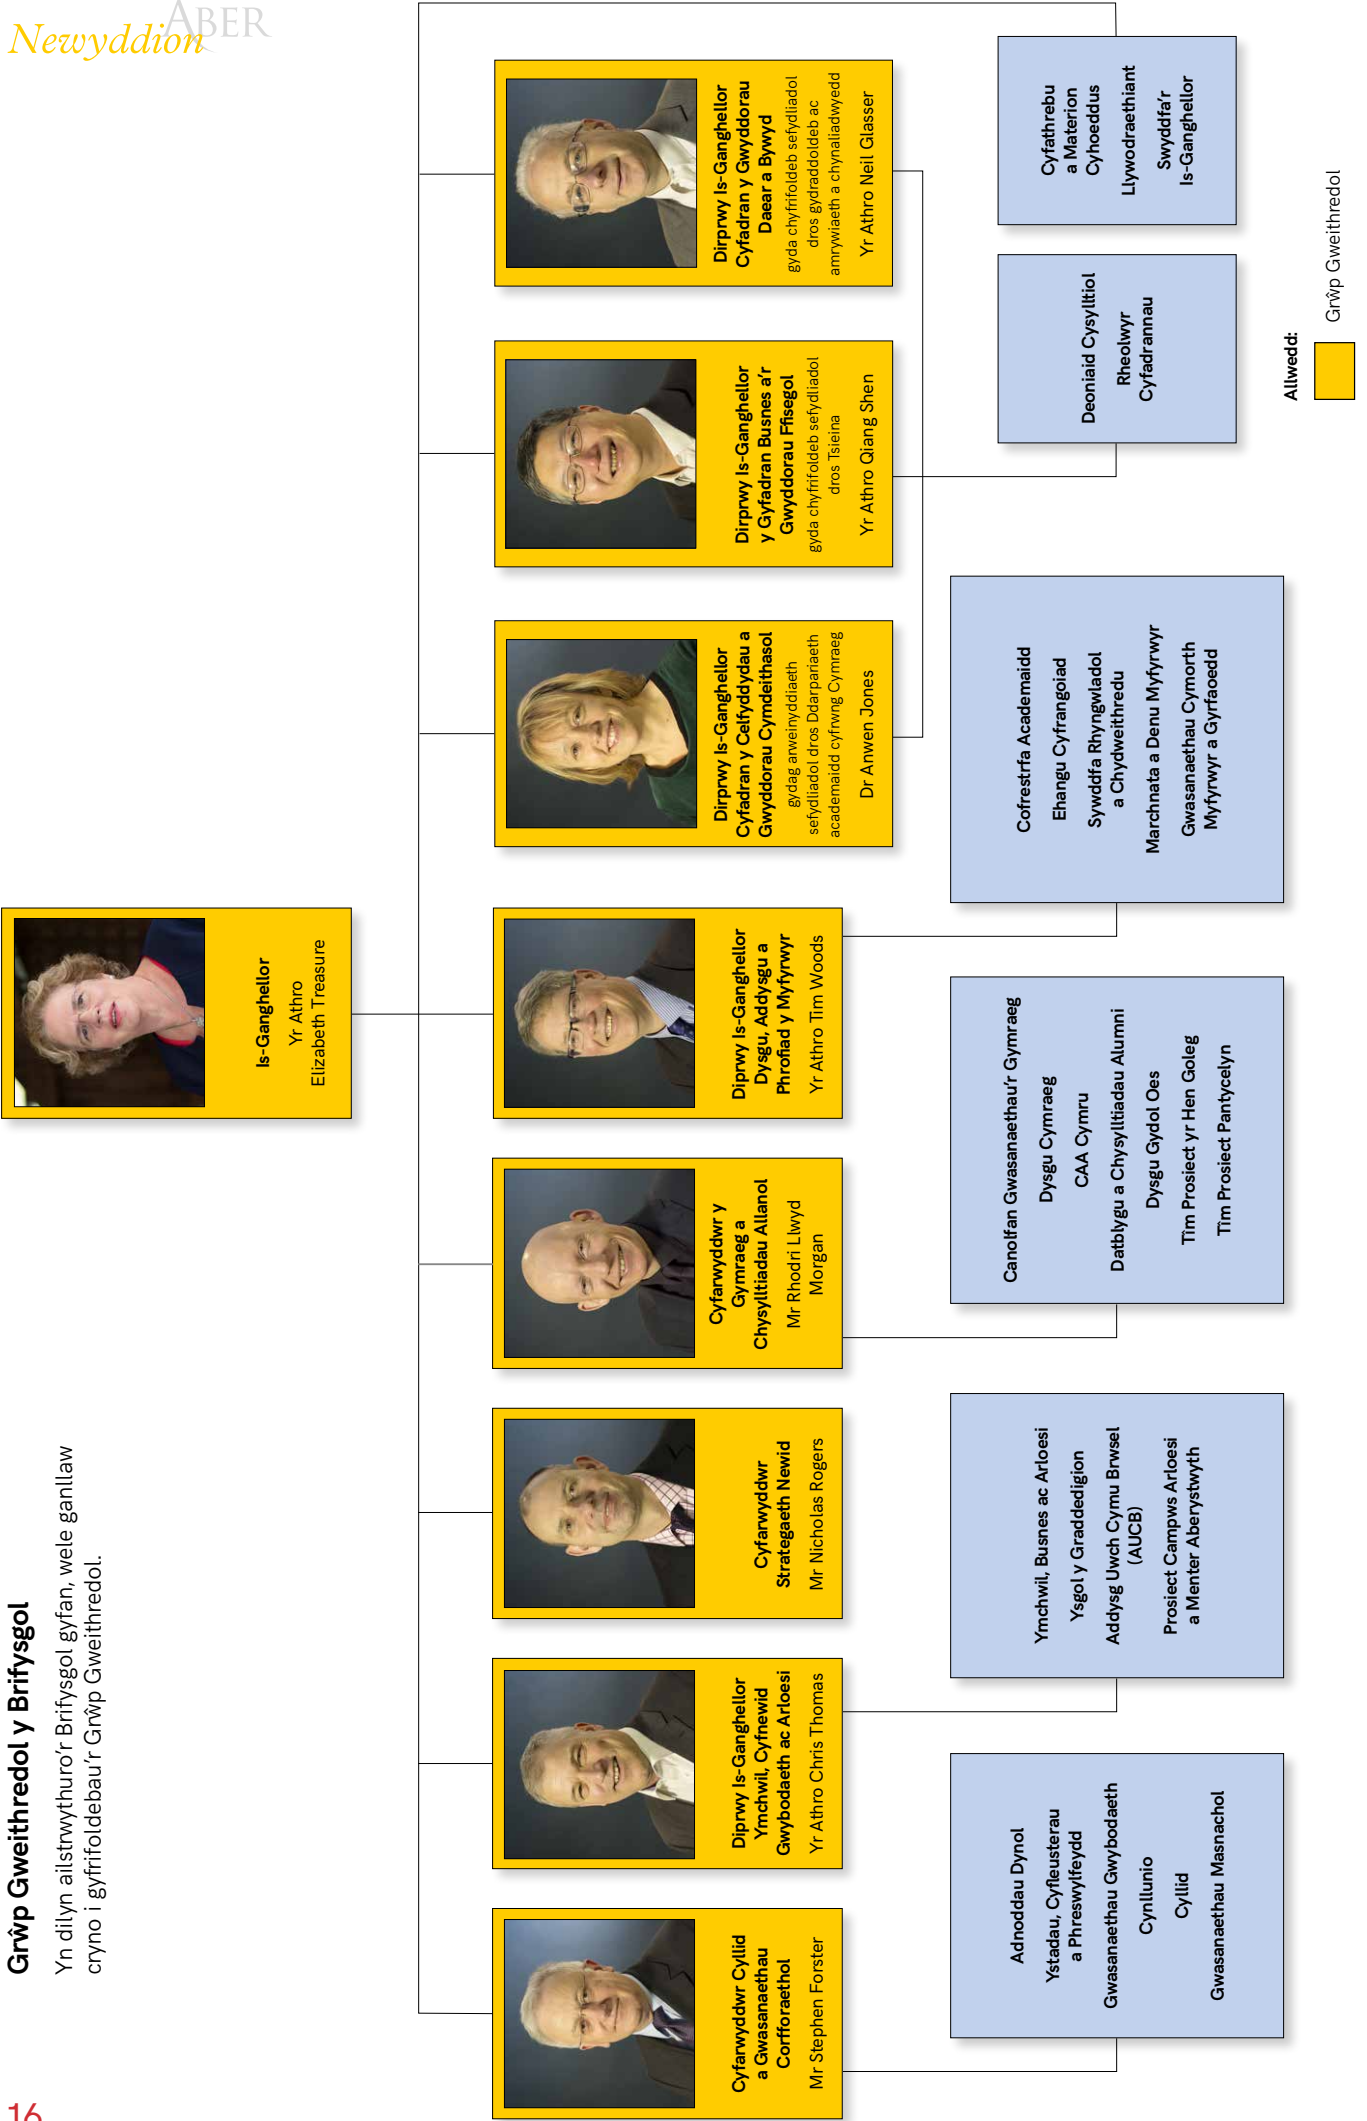 16
Newyddion ABER
Grŵp Gweithredol y Brifysgol
Yn dilyn ailstrwythuro'r Brifysgol gyfan, wele ganllaw
cryno i gyfrifoldebau'r Grŵp Gweithredol.
Is-Ganghellor
Yr Athro
Elizabeth Treasure
Cyfarwyddwr Cyllid
a Gwasanaethau
Corfforaethol
Mr Stephen Forster
Diprwy Is-Ganghellor
Ymchwil, Cyfnewid
Gwybodaeth ac Arloesi
Yr Athro Chris Thomas
Cyfarwyddwr
Strategaeth Newid
Mr Nicholas Rogers
Cyfarwyddwr y
Gymraeg a
Chysylltiadau Allanol
Mr Rhodri Llwyd
Morgan
Diprwy Is-Ganghellor
Dysgu, Addysgu a
Phrofiad y Myfyrwyr
Yr Athro Tim Woods
Dirprwy Is-Ganghellor
Cyfadran y Celfyddydau a
Gwyddorau Cymdeithasol
gydag arweinyddiaeth
sefydliadol dros Ddarpariaeth
academaidd cyfrwng Cymraeg
Dr Anwen Jones
Dirprwy Is-Ganghellor
y Gyfadran Busnes a'r
Gwyddorau Ffisegol
gyda chyfrifoldeb sefydliadol
dros Tsieina
Yr Athro Qiang Shen
Dirprwy Is-Ganghellor
Cyfadran y Gwyddorau
Daear a Bywyd
gyda chyfrifoldeb sefydliadol
dros gydraddoldeb ac
amrywiaeth a chynaliadwyedd
Yr Athro Neil Glasser
Adnoddau Dynol
Ystadau, Cyfleusterau
a Phreswylfeydd
Gwasanaethau Gwybodaeth
Cynllunio
Cyllid
Gwasanaethau Masnachol
Ymchwil, Busnes ac Arloesi
Ysgol y Graddedigion
Addysg Uwch Cymu Brwsel
(AUCB)
Prosiect Campws Arloesi
a Menter Aberystwyth
Canolfan Gwasanaethau'r Gymraeg
Dysgu Cymraeg
CAA Cymru
Datblygu a Chysylltiadau Alumni
Dysgu Gydol Oes
Tîm Prosiect yr Hen Goleg
Tîm Prosiect Pantycelyn
Cofrestrfa Academaidd
Ehangu Cyfrangoiad
Sywddfa Rhyngwladol
a Chydweithredu
Marchnata a Denu Myfyrwyr
Gwasanaethau Cymorth
Myfyrwyr a Gyrfaoedd
Deoniaid Cysylltiol
Rheolwyr
Cyfadrannau
Cyfathrebu
a Materion
Cyhoeddus
Llywodraethiant
Swyddfa'r
Is-Ganghellor
Allwedd:
Grŵp Gweithredol